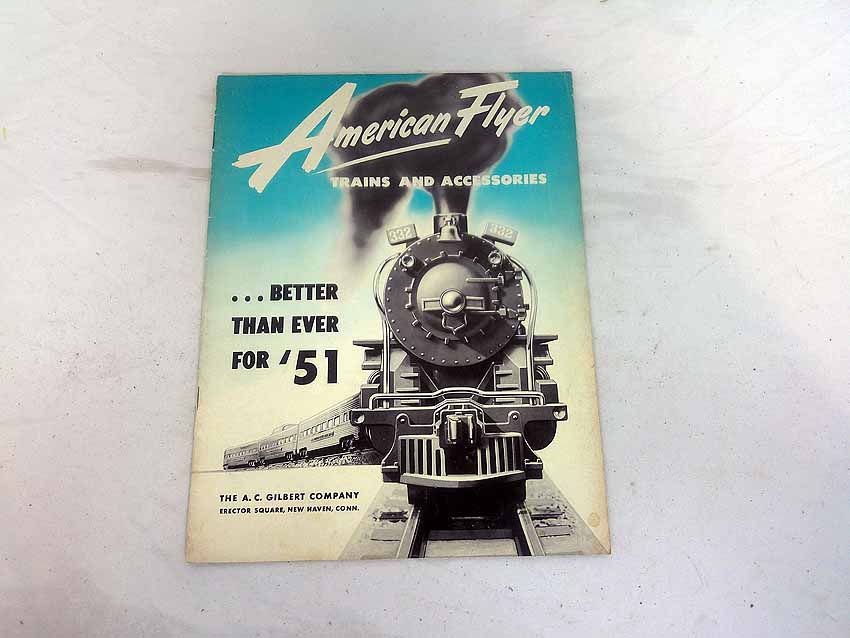 American Flyer
TRAINS AND ACCESSORIES
332 332
... BETTER
THAN EVER
FOR '51
THE A. C. GILBERT COMPANY
ERECTOR SQUARE, NEW HAVEN, CONN.